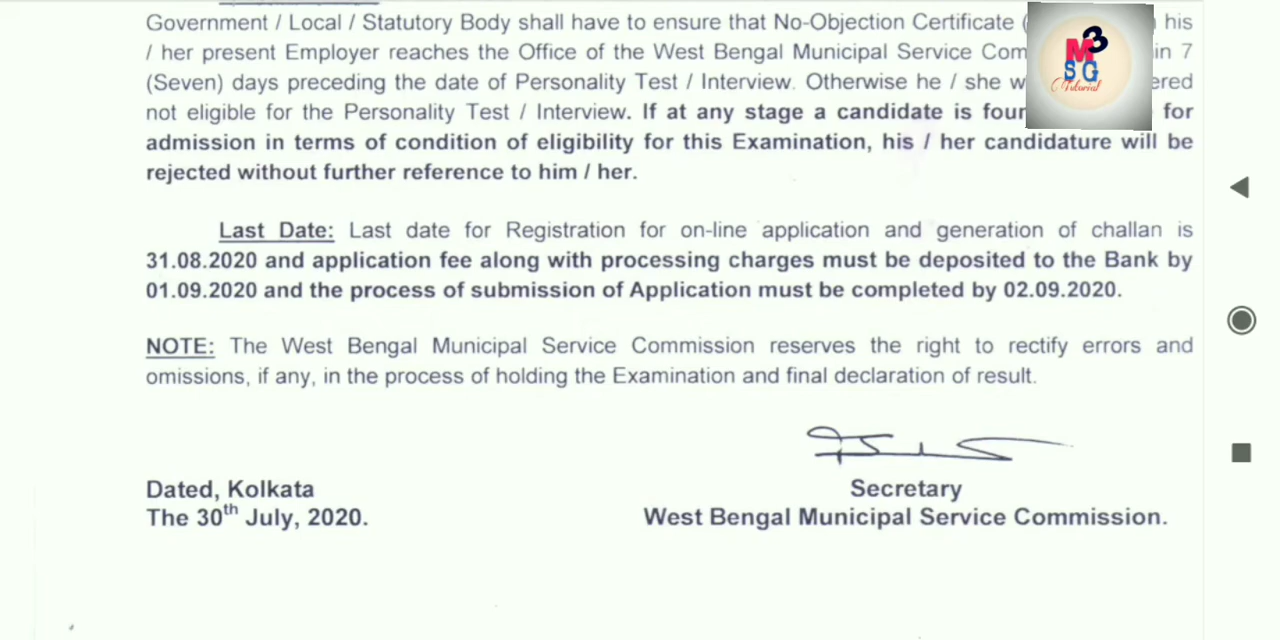 Government / Local / Statutory Body shall have to ensure that No-Objection Certificate ( his
/ her present Employer reaches the Office of the West Bengal Municipal Service Com in 7
(Seven) days preceding the date of Personality Test / Interview. Otherwise he / she w ered
not eligible for the Personality Test / Interview. If at any stage a candidate is four for
admission in terms of condition of eligibility for this Examination, his / her candidature will be
rejected without further reference to him / her.
Last Date: Last date for Registration for on-line application and generation of challan is
31.08.2020 and application fee along with processing charges must be deposited to the Bank by
01.09.2020 and the process of submission of Application must be completed by 02.09.2020.
NOTE: The West Bengal Municipal Service Commission reserves the right to rectify errors and
omissions, if any, in the process of holding the Examination and final declaration of result.
Dated, Kolkata
The 30th July, 2020.
Secretary
West Bengal Municipal Service Commission.
M3
SG
Tutorial